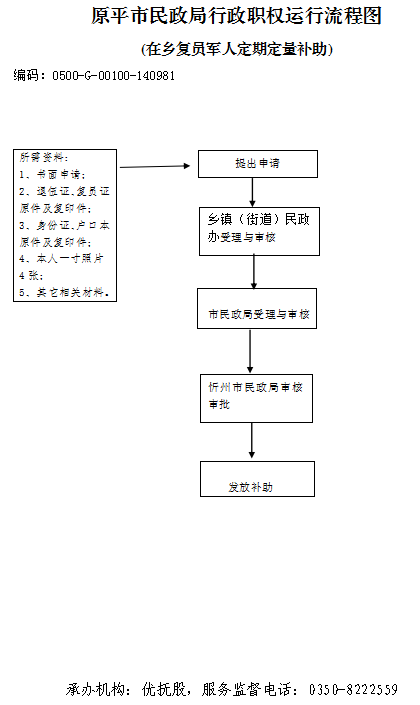 原平市民政局行政职权运行流程图
(在乡复员军人定期定量补助)
编码：0500-G-00100-140981
所需资料：
1、书面申请；
2、退伍证、复员证
原件及复印件；
3、身份证、户口本
原件及复印件；
4、本人一寸照片
4张；
5、其它相关材料。
提出申请
乡镇（街道）民政
办受理与审核
市民政局受理与审核
忻州市民政局审核
审批
发放补助
承办机构：优抚股，服务监督电话：0350-8222559